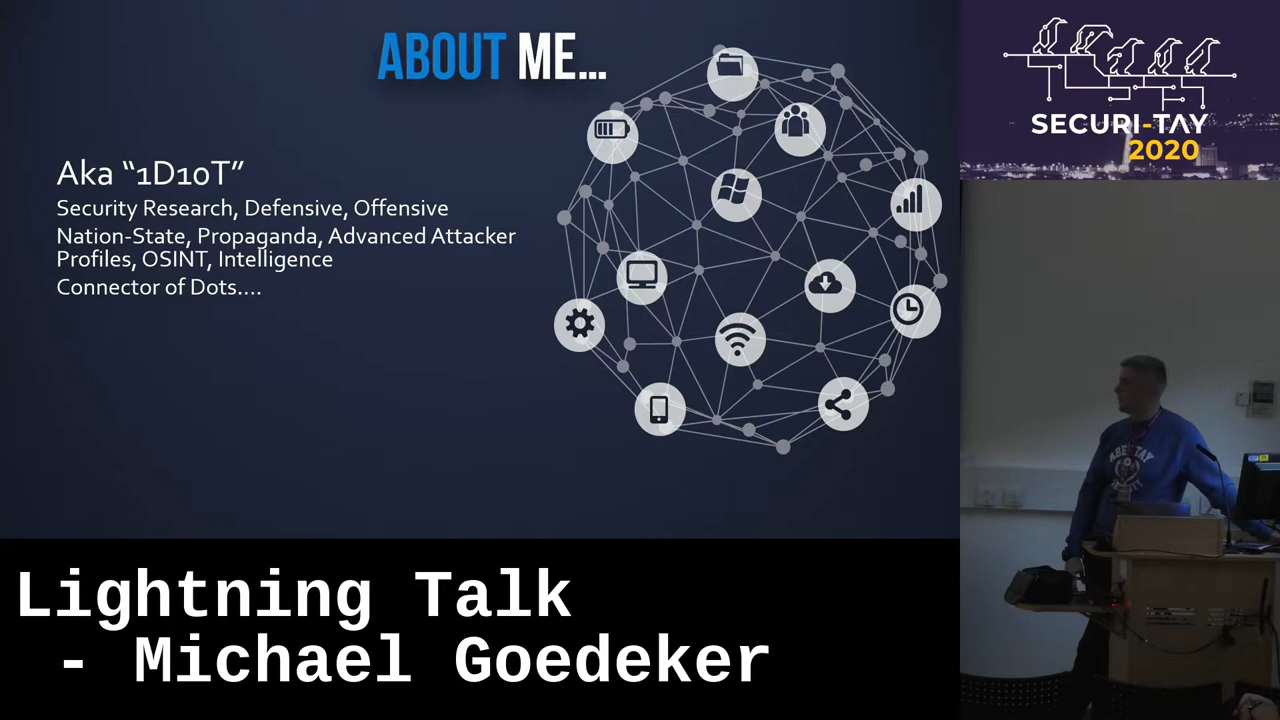 ABOUT ME...
Aka “1D10T”
Security Research, Defensive, Offensive
Nation-State, Propaganda, Advanced Attacker
Profiles, OSINT, Intelligence
Connector of Dots....
SECURI-TAY
2020
Lightning Talk
- Michael Goedeker